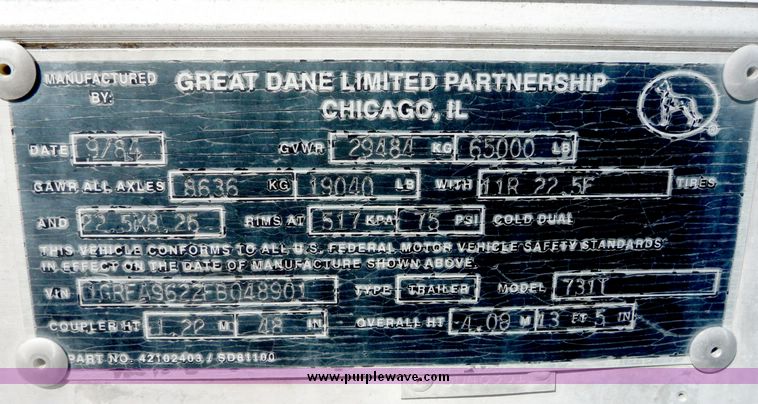 MANUFACTURED BY: GREAT DANE LIMITED PARTNERSHIP
CHICAGO, IL
DATE 9/84 GVWR 29484 KG 65000 LB
GAWR ALL AXLES 8636 KG 19040 LB WITH 11R 22.5F TIRES
AND 22.5X8.25 RIMS AT 517 KPA 75 PSI COLD DUAL
THIS VEHICLE CONFORMS TO ALL U.S. FEDERAL MOTOR VEHICLE SAFETY STANDARDS
IN EFFECT ON THE DATE OF MANUFACTURE SHOWN ABOVE.
VIN TYPE TRAILER MODEL
COUPLER HT 1.22 M 48 IN OVERALL HT 4.09 M 13 FT 5 IN
PART NO. 42102403 / SD81100
www.purplewave.com